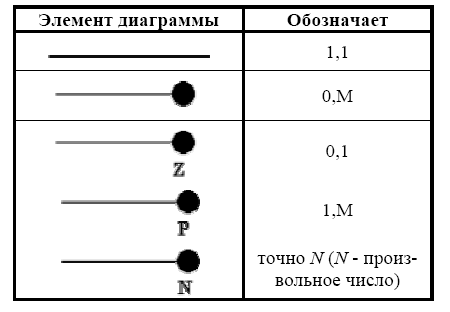 Элемент диаграммы Обозначает
1,1
0,М
Z 0,1
P 1,М
N точно N (N - произ-
вольное число)